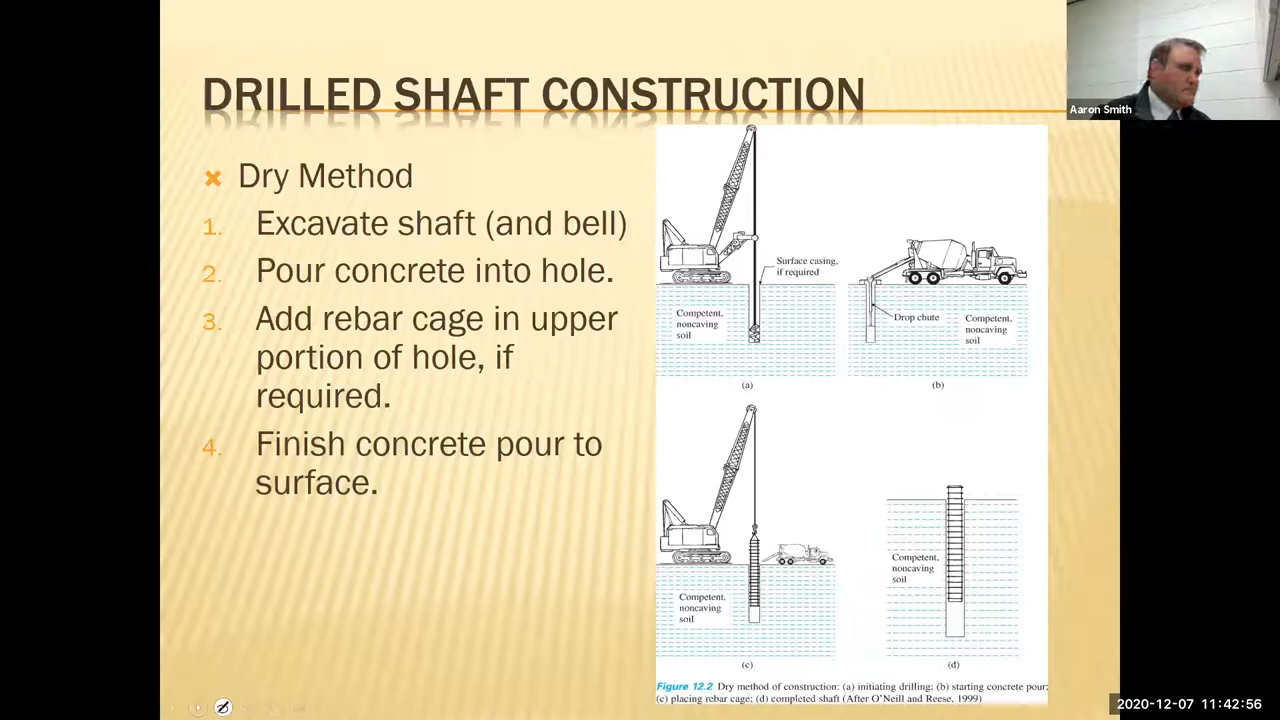 DRILLED SHAFT CONSTRUCTION
Aaron Smith
Dry Method
1. Excavate shaft (and bell)
2. Pour concrete into hole.
3. Add rebar cage in upper
portion of hole, if
required.
4. Finish concrete pour to
surface.
Surface casing,
if required
Competent,
noncaving
soil
(a)
Drop chute
Competent,
noncaving
soil
(b)
Competent,
noncaving
soil
(c)
Competent,
noncaving
soil
(d)
Figure 12.2 Dry method of construction: (a) initiating drilling; (b) starting concrete pour;
(c) placing rebar cage; (d) completed shaft (After O'Neill and Reese, 1999)
2020-12-07 11:42:56